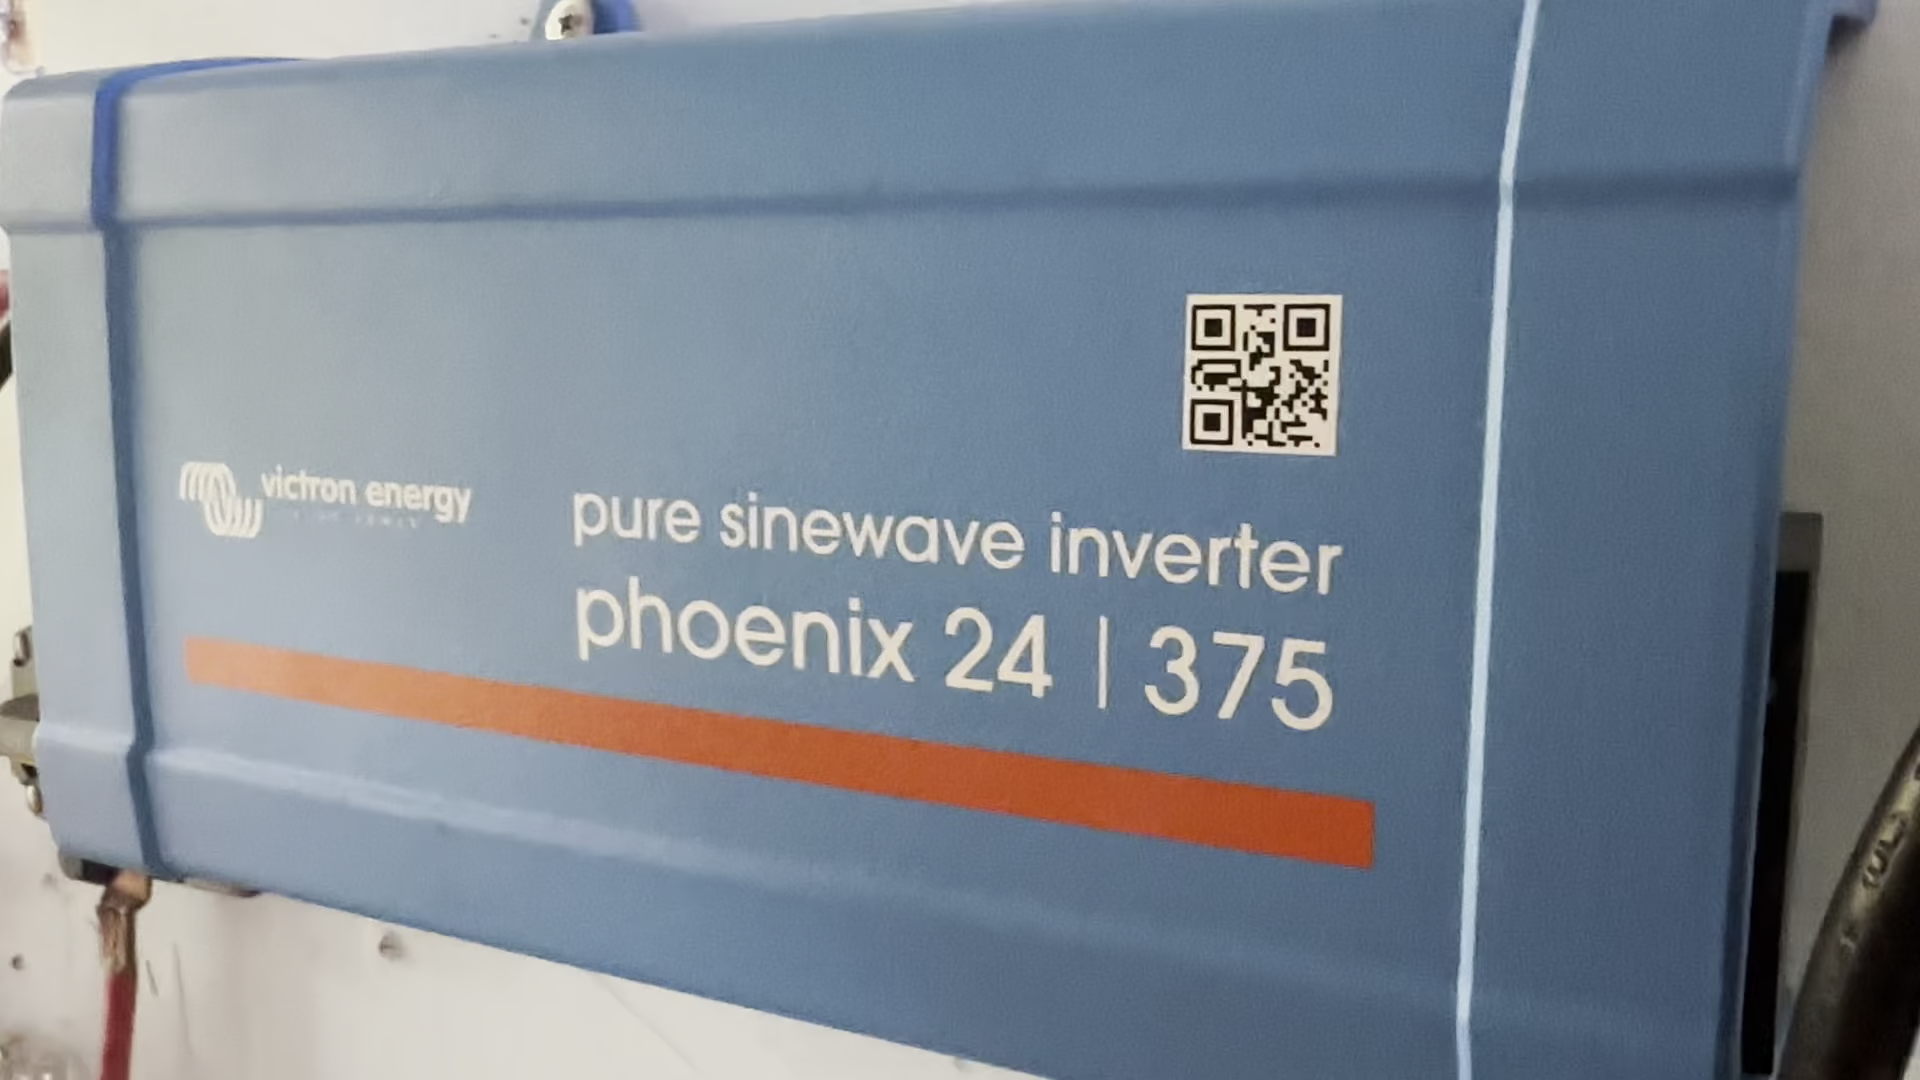 victron energy
pure sinewave inverter
phoenix 24 | 375